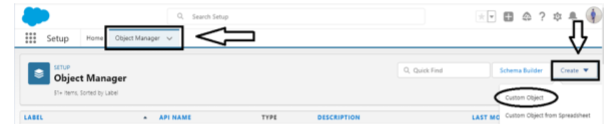 Search Setup
Setup Home Object Manager
SETUP
Object Manager
51+ Items, Sorted by Label
Quick Find
Schema Builder
Create
Custom Object
Custom Object from Spreadsheet
LABEL API NAME TYPE DESCRIPTION LAST MO